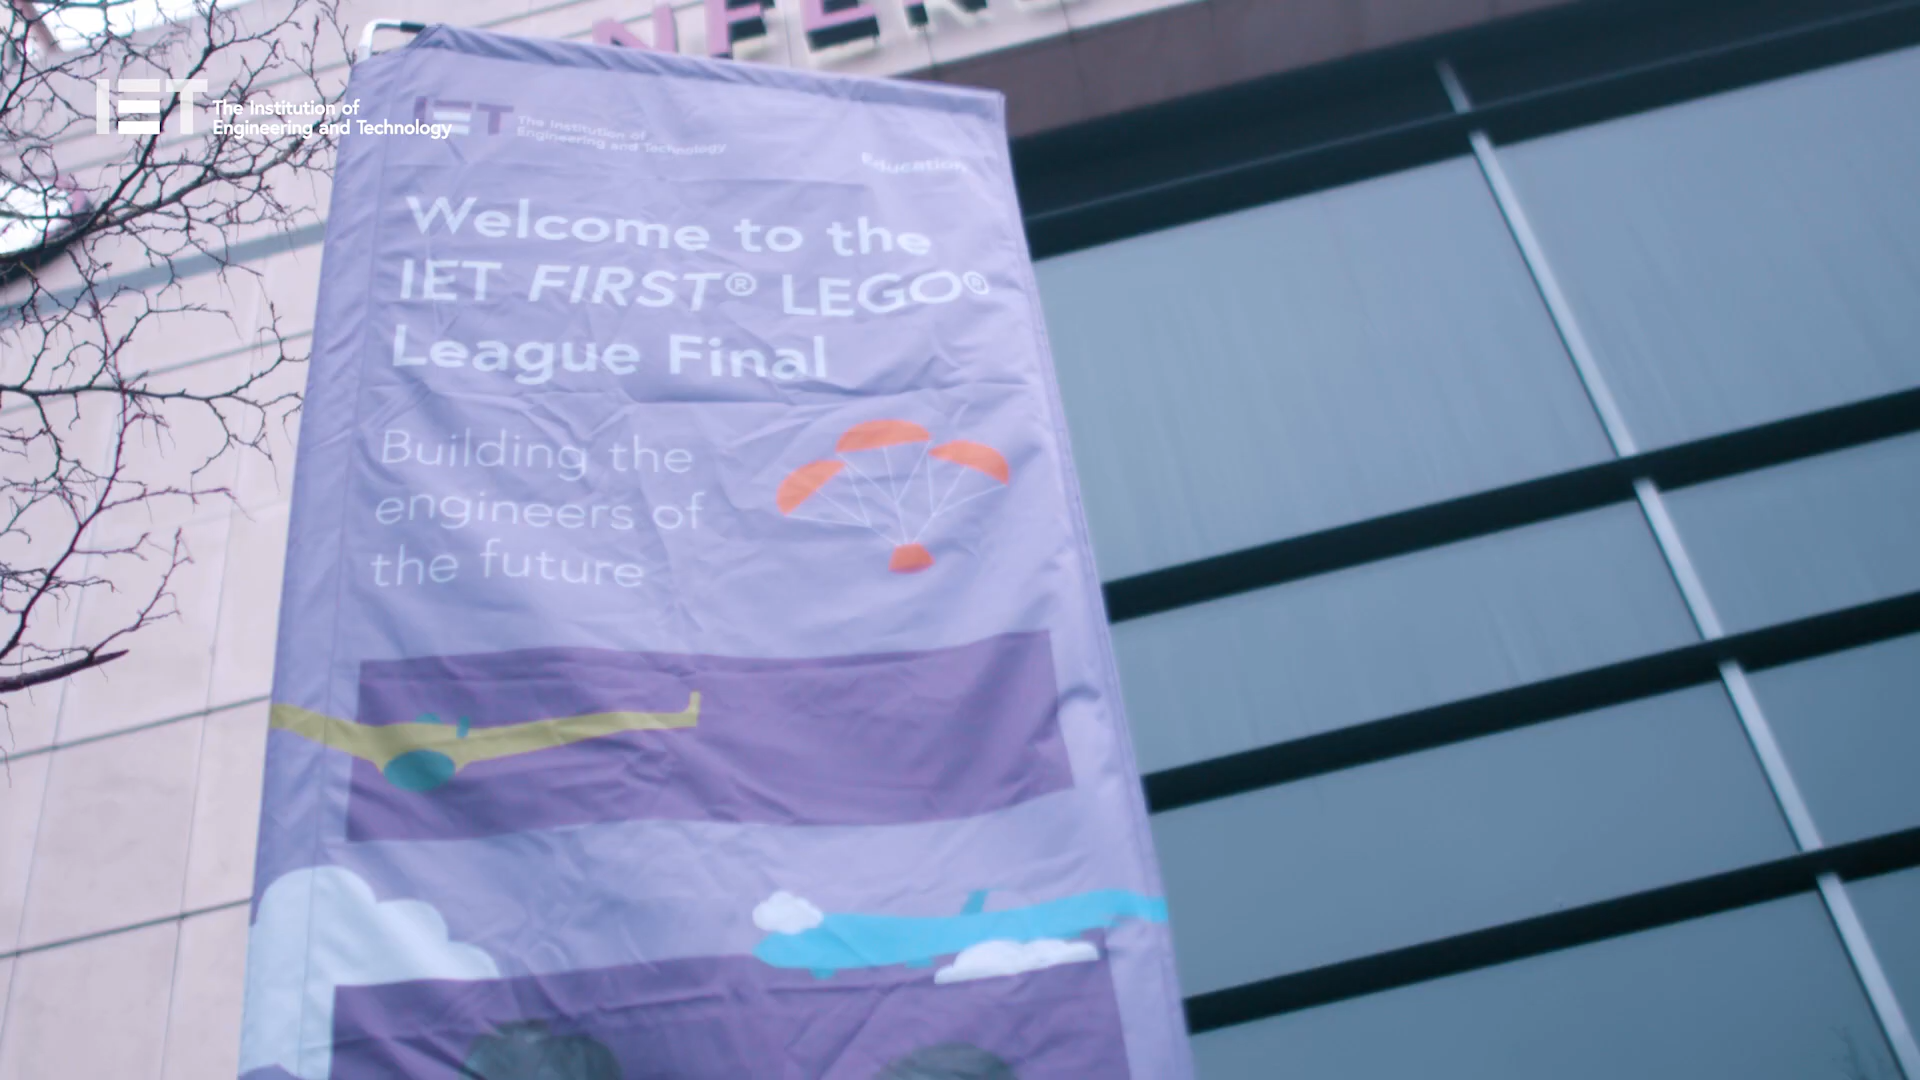 IET The Institution of
Engineering and Technology
IET The Institution of
Engineering and Technology
Education
Welcome to the
IET FIRST® LEGO®
League Final
Building the
engineers of
the future